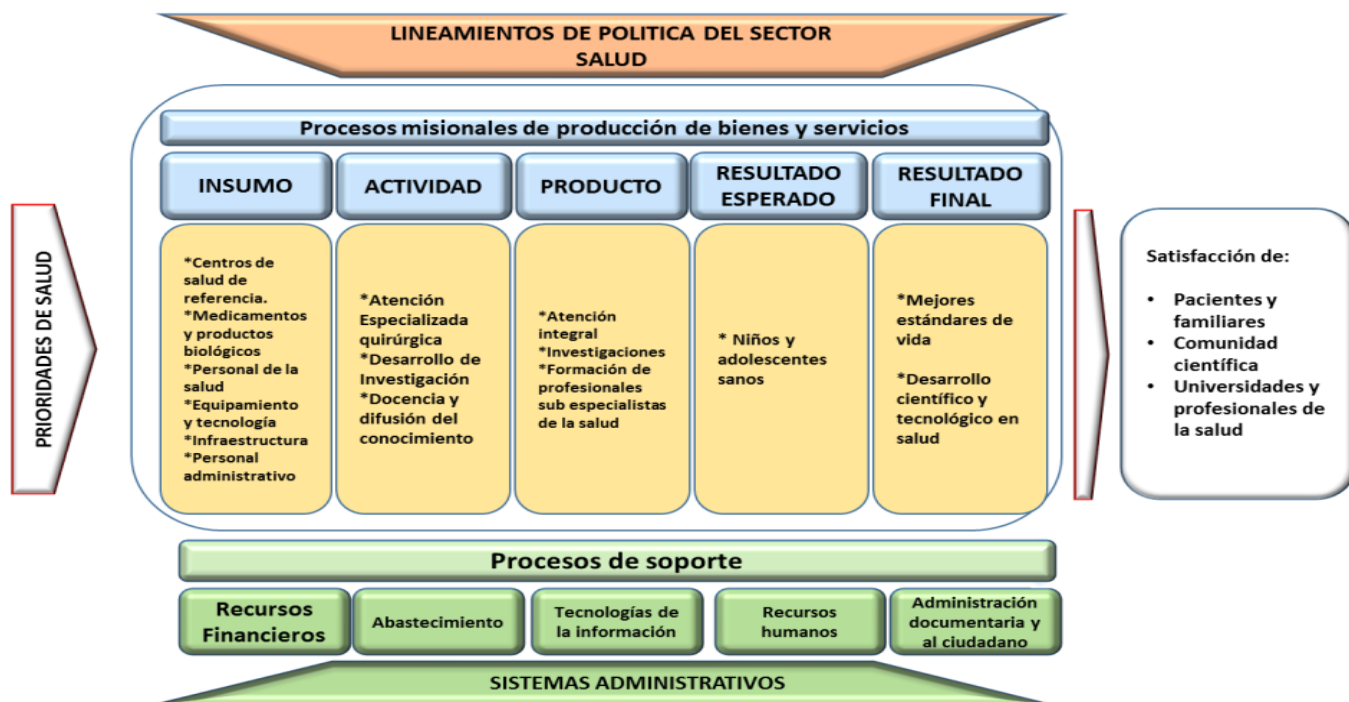 LINEAMIENTOS DE POLITICA DEL SECTOR
SALUD
Procesos misionales de producción de bienes y servicios
INSUMO
ACTIVIDAD
PRODUCTO
RESULTADO
ESPERADO
RESULTADO
FINAL
PRIORIDADES DE SALUD
*Centros de
salud de
referencia.
*Medicamentos
y productos
biológicos
*Personal de la
salud
*Equipamiento
y tecnología
*Infraestructura
*Personal
administrativo
*Atención
Especializada
quirúrgica
*Desarrollo de
Investigación
*Docencia y
difusión del
conocimiento
*Atención
integral
*Investigaciones
*Formación de
profesionales
sub especialistas
de la salud
* Niños y
adolescentes
sanos
*Mejores
estándares de
vida
*Desarrollo
científico y
tecnológico en
salud
Satisfacción de:
• Pacientes y
familiares
• Comunidad
científica
• Universidades y
profesionales de
la salud
Procesos de soporte
Recursos
Financieros
Abastecimiento
Tecnologías de
la información
Recursos
humanos
Administración
documentaria y
al ciudadano
SISTEMAS ADMINISTRATIVOS